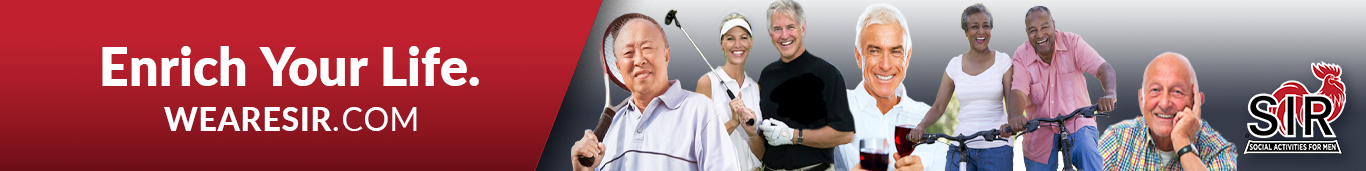 Enrich Your Life.
WEARESIR.COM
SIR
SOCIAL ACTIVITIES FOR MEN